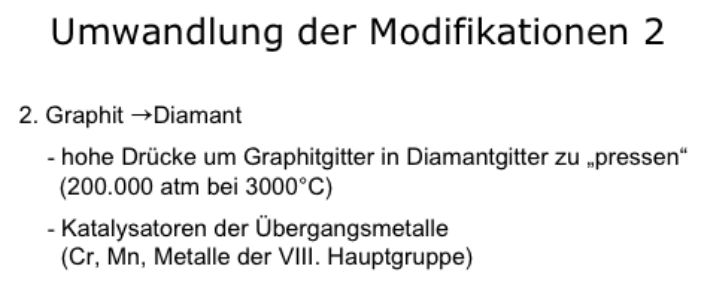 Umwandlung der Modifikationen 2
2. Graphit →Diamant
- hohe Drücke um Graphitgitter in Diamantgitter zu „pressen“
(200.000 atm bei 3000°C)
- Katalysatoren der Übergangsmetalle
(Cr, Mn, Metalle der VIII. Hauptgruppe)